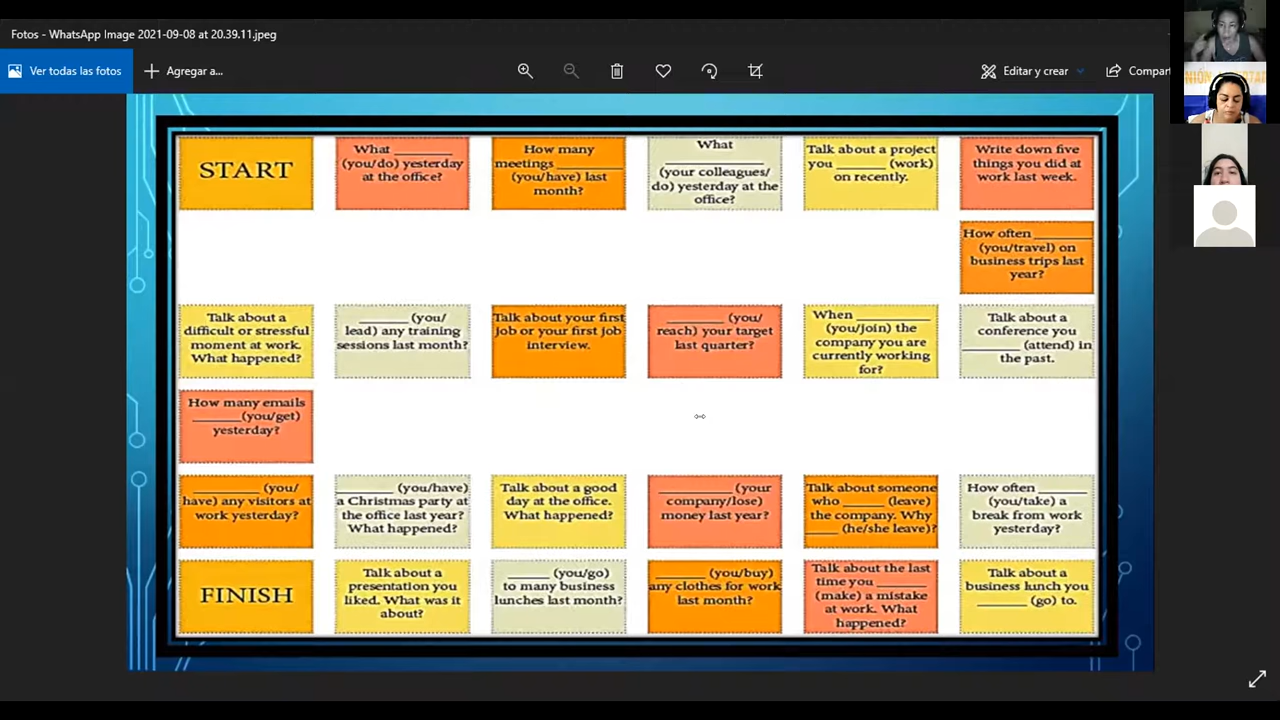 Fotos - WhatsApp Image 2021-09-08 at 20.39.11.jpeg
Ver todas las fotos
Agregar a...
Editar y crear
Compart
START
What ______
(you/do) yesterday
at the office?
How many
meetings______
(you/have) last
month?
What
______
(your colleagues/
do) yesterday at the
office?
Talk about a project
you ______ (work)
on recently.
Write down five
things you did at
work last week.
How often ______
(you/travel) on
business trips last
year?
Talk about a
difficult or stressful
moment at work.
What happened?
______ (you/
lead) any training
sessions last month?
Talk about your first
job or your first job
interview.
______ (you/
reach) your target
last quarter?
When ______
(you/join) the
company you are
currently working
for?
Talk about a
conference you
______ (attend) in
the past.
How many emails
______(you/get)
yesterday?
______ (you/
have) any visitors at
work yesterday?
______ (you/have)
a Christmas party at
the office last year?
What happened?
Talk about a good
day at the office.
What happened?
______ (your
company/lose)
money last year?
Talk about someone
who ______ (leave)
the company. Why
____ (he/she leave)?
How often ______
(you/take) a
break from work
yesterday?
FINISH
Talk about a
presentation you
liked. What was it
about?
______ (you/go)
to many business
lunches last month?
______ (you/buy)
any clothes for work
last month?
Talk about the last
time you ______
(make) a mistake
at work. What
happened?
Talk about a
business lunch you
______ (go) to.